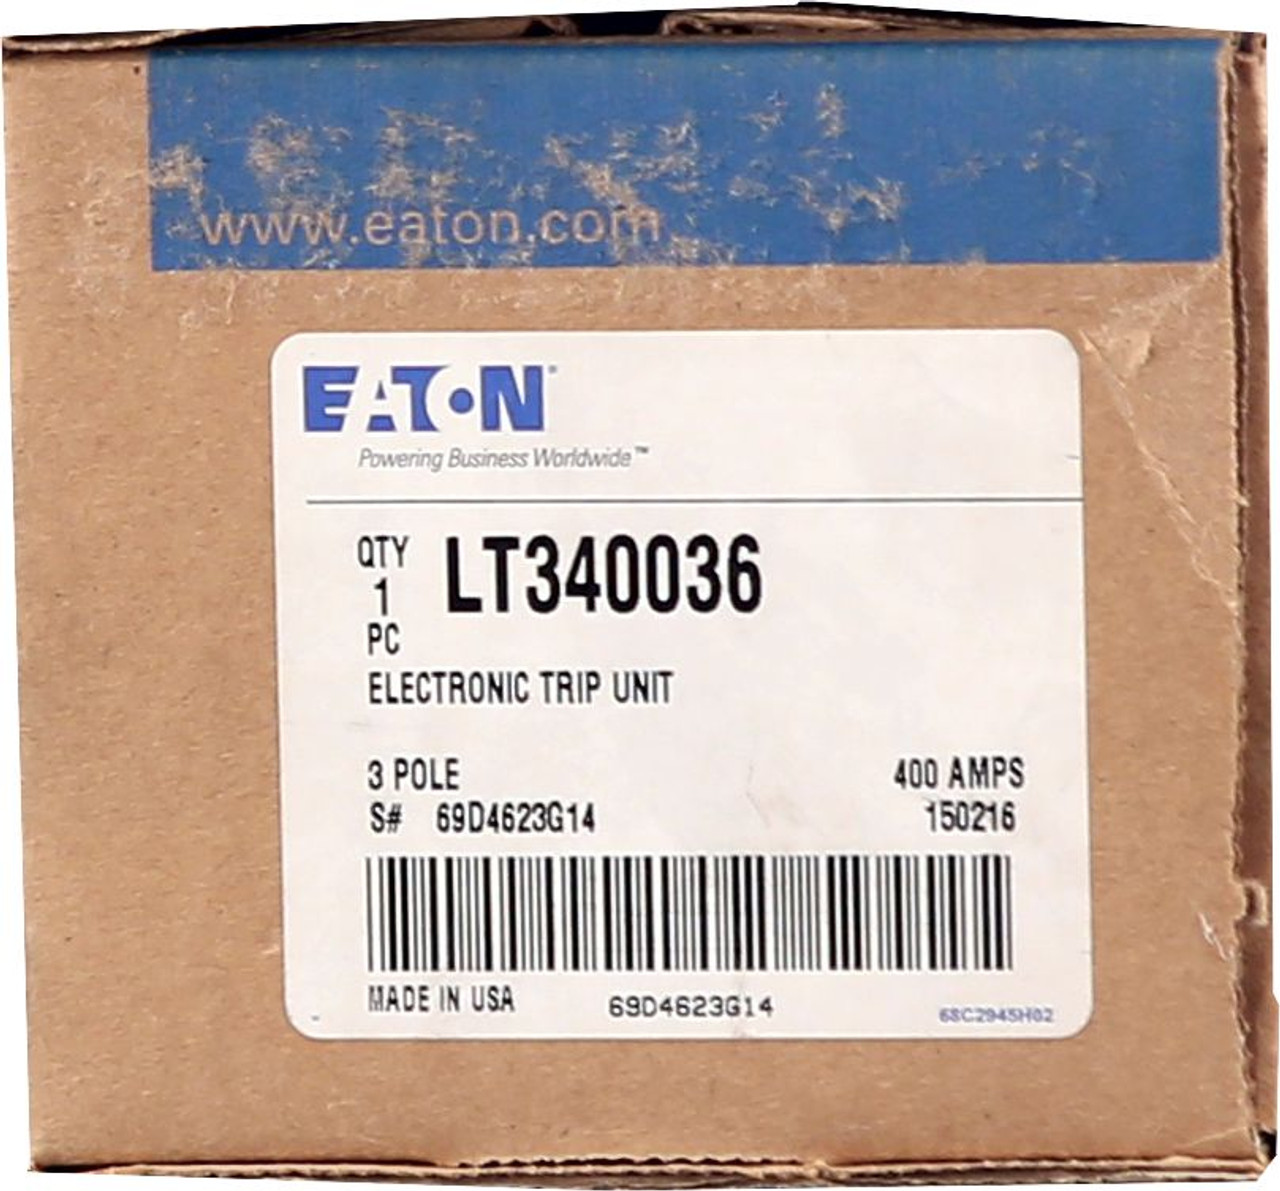 www.eaton.com
EATON
Powering Business Worldwide™
QTY
1
PC
LT340036
ELECTRONIC TRIP UNIT
3 POLE 400 AMPS
S# 69D4623G14 150216
MADE IN USA 69D4623G14 68C2945H02